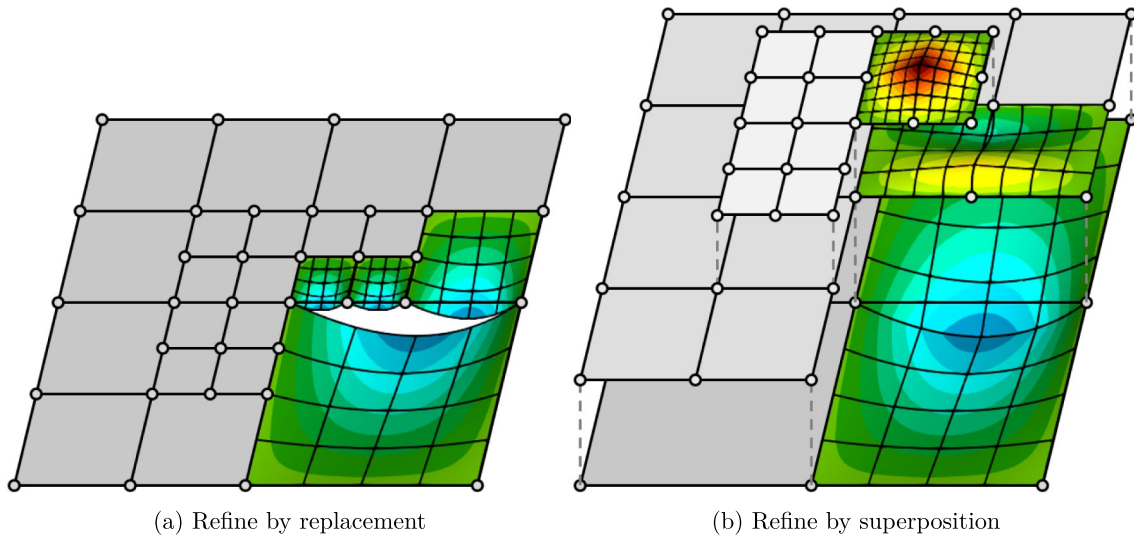 (a) Refine by replacement
(b) Refine by superposition